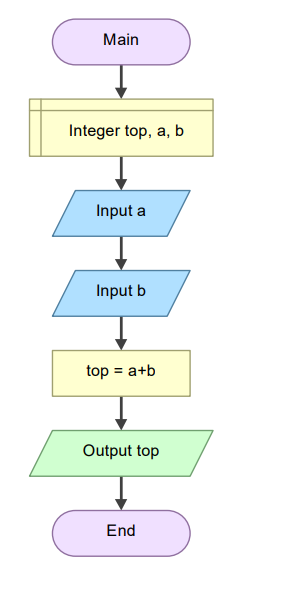 Main
Integer top, a, b
Input a
Input b
top = a+b
Output top
End